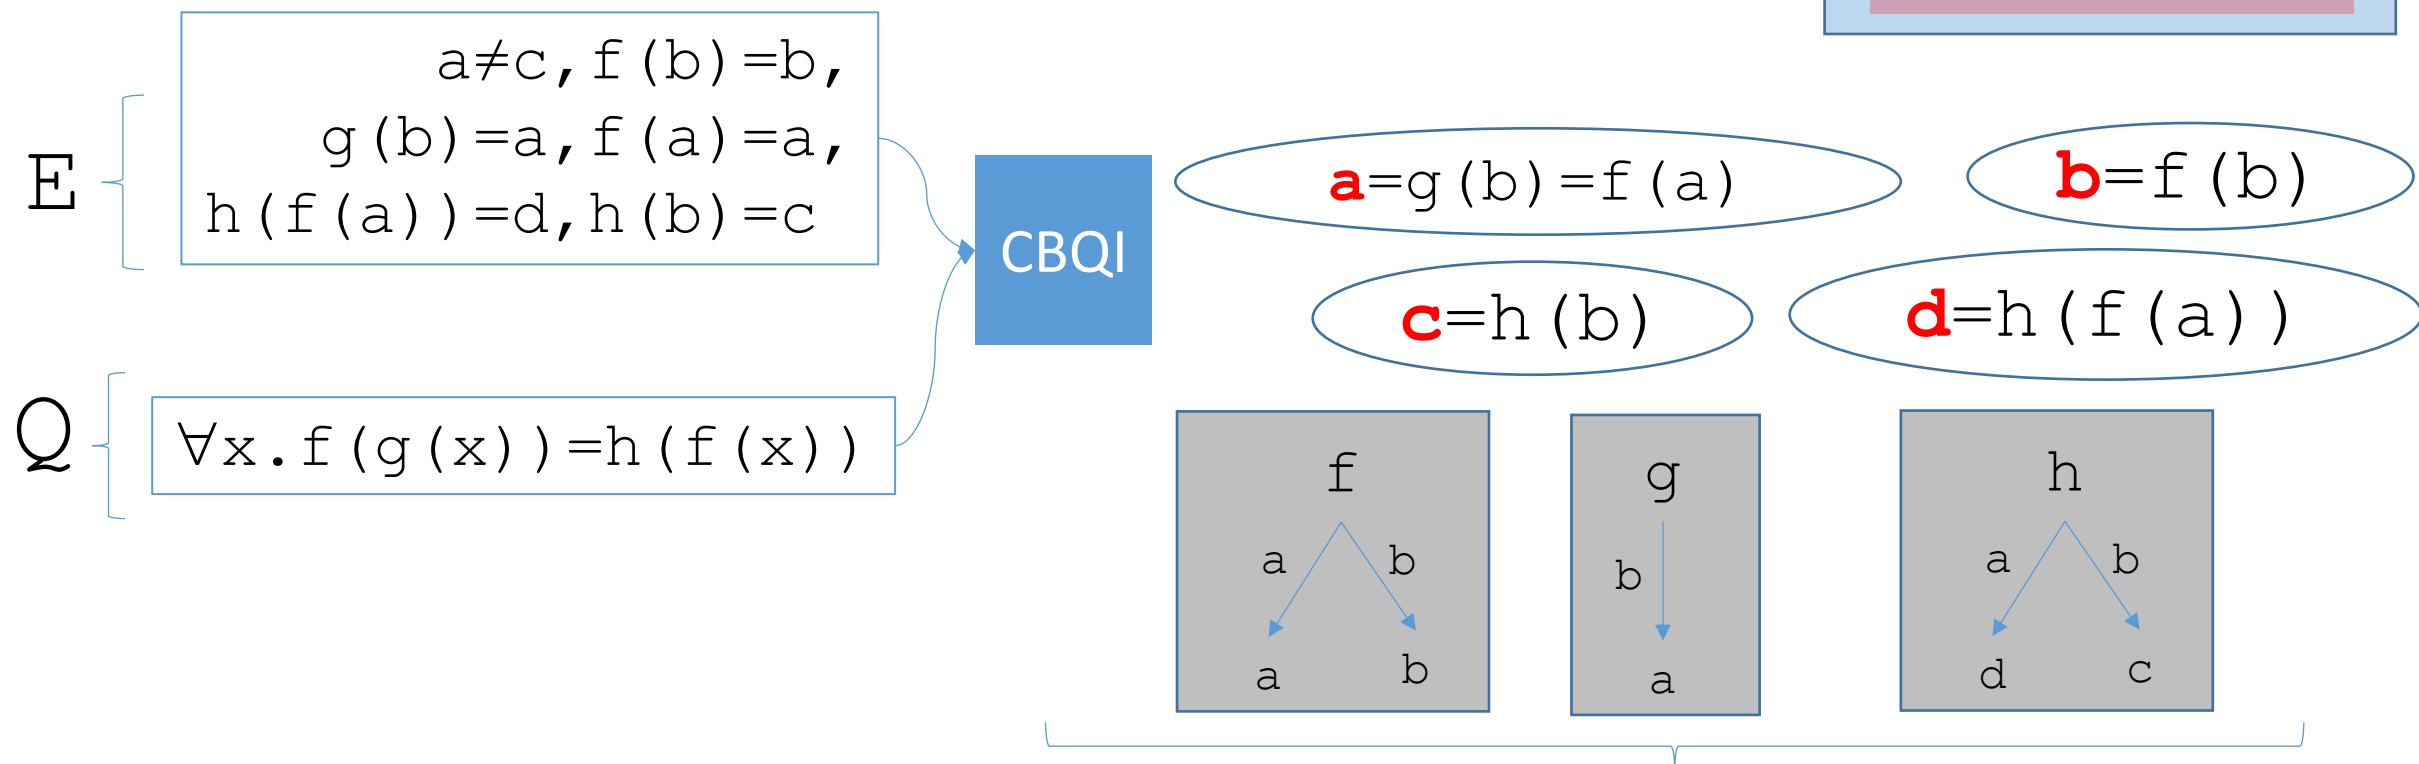 a≠c,f(b)=b,
g(b)=a,f(a)=a,
h(f(a))=d,h(b)=c
E
Q
∀x.f(g(x))=h(f(x))
CBQI
a=g(b)=f(a)
b=f(b)
c=h(b)
d=h(f(a))
f
a b
a b
g
b
a
h
a b
d c